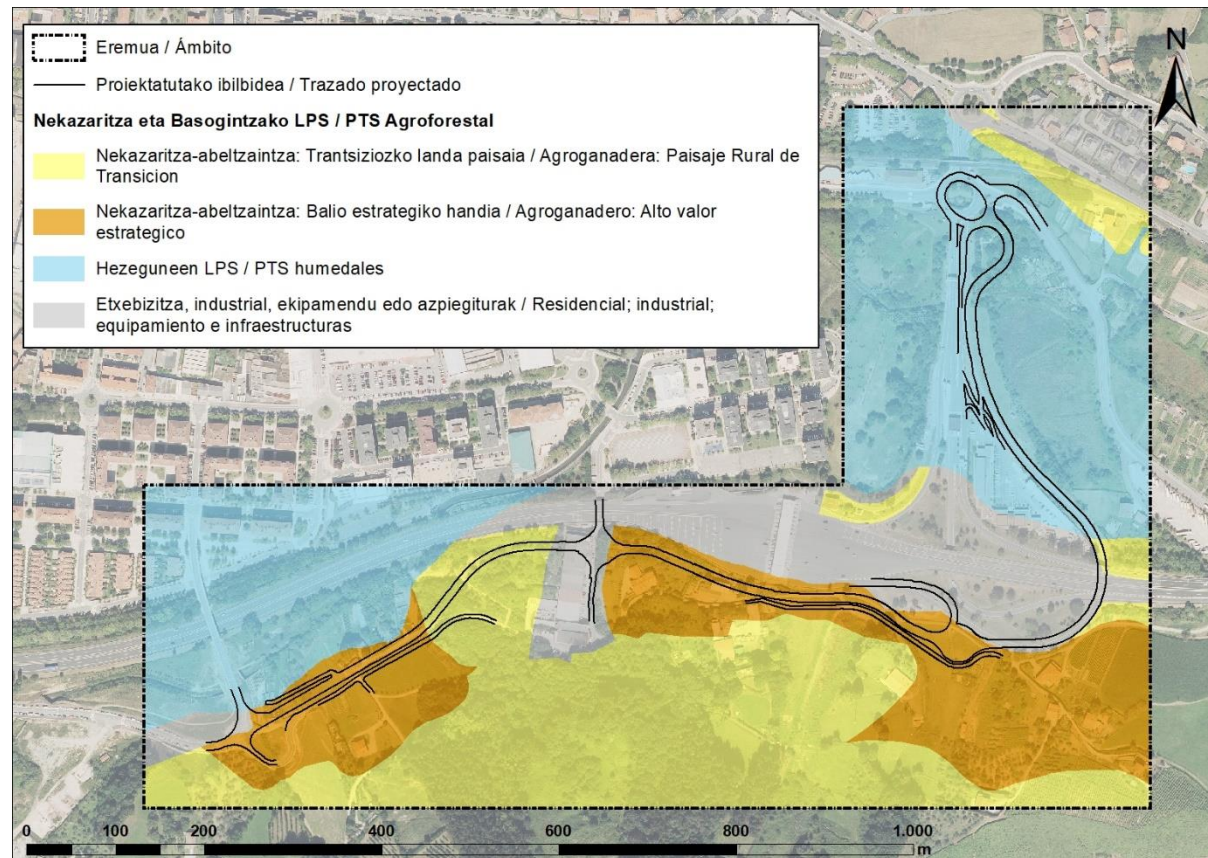 Eremua / Ámbito
Proiektatutako ibilbidea / Trazado proyectado
Nekazaritza eta Basogintzako LPS / PTS Agroforestal
Nekazaritza-abeltzaintza: Trantsiziozko landa paisaia / Agroganadera: Paisaje Rural de
Transicion
Nekazaritza-abeltzaintza: Balio estrategiko handia / Agroganadero: Alto valor
estrategico
Hezeguneen LPS / PTS humedales
Etxebizitza, industrial, ekipamendu edo azpiegiturak / Residencial; industrial;
equipamiento e infraestructuras
N
0 100 200 400 600 800 1.000
m